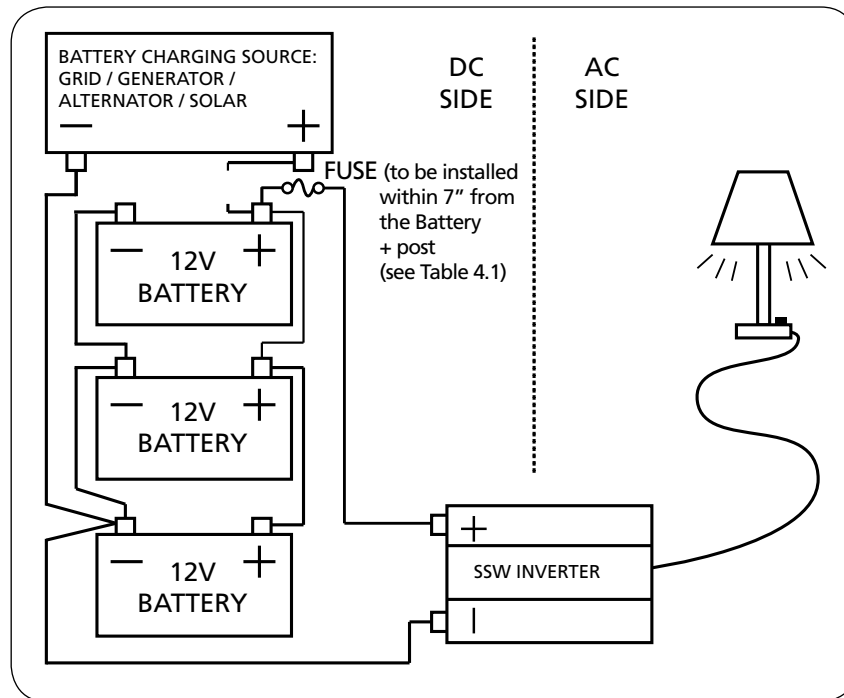 BATTERY CHARGING SOURCE:
GRID / GENERATOR /
ALTERNATOR / SOLAR
— +
DC
SIDE
AC
SIDE
FUSE (to be installed
within 7” from
the Battery
+ post
(see Table 4.1)
— +
12V
BATTERY
— +
12V
BATTERY
— +
12V
BATTERY
+
SSW INVERTER
|